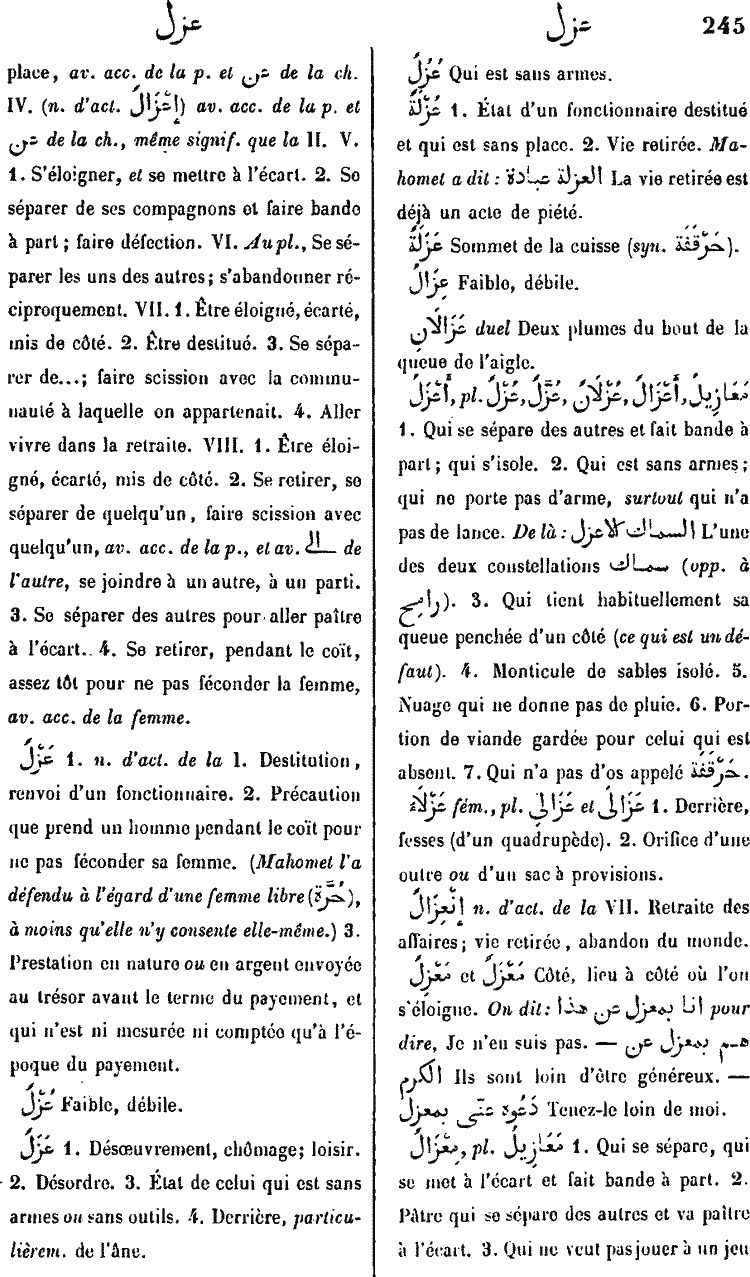 عزل
عزل 245
place, av. acc. de la p. et عن de la ch.
IV. (n. d'act. إِعْزَالٌ) av. acc. de la p. et
عن de la ch., même signif. que la II. V.
1. S'éloigner, et se mettre à l'écart. 2. Se
séparer de ses compagnons et faire bande
à part; faire défection. VI. Au pl., Se sé-
parer les uns des autres; s'abandonner ré-
ciproquement. VII. 1. Être éloigné, écarté,
mis de côté. 2. Être destitué. 3. Se sépa-
rer de...; faire scission avec la commu-
nauté à laquelle on appartenait. 4. Aller
vivre dans la retraite. VIII. 1. Être éloi-
gné, écarté, mis de côté. 2. Se retirer, se
séparer de quelqu'un, faire scission avec
quelqu'un, av. acc. de la p., et av. الى de
l'autre, se joindre à un autre, à un parti.
3. Se séparer des autres pour aller paître
à l'écart. 4. Se retirer, pendant le coït,
assez tôt pour ne pas féconder la femme,
av. acc. de la femme.
عَزْلٌ 1. n. d'act. de la 1. Destitution,
renvoi d'un fonctionnaire. 2. Précaution
que prend un homme pendant le coït pour
ne pas féconder sa femme. (Mahomet l'a
défendu à l'égard d'une femme libre (حُرَّة),
à moins qu'elle n'y consente elle-même.) 3.
Prestation en nature ou en argent envoyée
au trésor avant le terme du payement, et
qui n'est ni mesurée ni comptée qu'à l'é-
poque du payement.
عُزْلٌ Faible, débile.
عَزَلٌ 1. Désœuvrement, chômage; loisir.
2. Désordre. 3. État de celui qui est sans
armes ou sans outils. 4. Derrière, particu-
lièrem. de l'âne.
عُزُلٌ Qui est sans armes.
عُزْلَةٌ 1. État d'un fonctionnaire destitué
et qui est sans place. 2. Vie retirée. Ma-
homet a dit : العزلة عبادة La vie retirée est
déjà un acte de piété.
عَزَلَةٌ Sommet de la cuisse (syn. حَرْقَفَة).
عِزَالٌ Faible, débile.
عَزَالَانِ duel Deux plumes du bout de la
queue de l'aigle.
أَعْزَلُ, pl. عُزْلٌ, عُزَّلٌ, عُزْلَانٌ, أَعْزَالٌ, مَعَازِيلُ
1. Qui se sépare des autres et fait bande à
part; qui s'isole. 2. Qui est sans armes;
qui ne porte pas d'arme, surtout qui n'a
pas de lance. De là : السماك الاعزل L'une
des deux constellations سماك (opp. à
رامح). 3. Qui tient habituellement sa
queue penchée d'un côté (ce qui est un dé-
faut). 4. Monticule de sables isolé. 5.
Nuage qui ne donne pas de pluie. 6. Por-
tion de viande gardée pour celui qui est
absent. 7. Qui n'a pas d'os appelé حَرْقَفَة.
عَزْلَاءُ fém., pl. عَزَالَى et عَزَالِي 1. Derrière,
fesses (d'un quadrupède). 2. Orifice d'une
outre ou d'un sac à provisions.
إِنْعِزَالٌ n. d'act. de la VII. Retraite des
affaires; vie retirée, abandon du monde.
مَعْزِلٌ et مَعْزَلٌ Côté, lieu à côté où l'on
s'éloigne. On dit: انا بمعزل عن هذا pour
dire, Je n'en suis pas. — هم بمعزل عن
الكرم Ils sont loin d'être généreux. —
دَعُوهُ عنّى بمعزل Tenez-le loin de moi.
مِعْزَالٌ, pl. مَعَازِيلُ 1. Qui se sépare, qui
se met à l'écart et fait bande à part. 2.
Pâtre qui se sépare des autres et va paître
à l'écart. 3. Qui ne veut pas jouer à un jeu